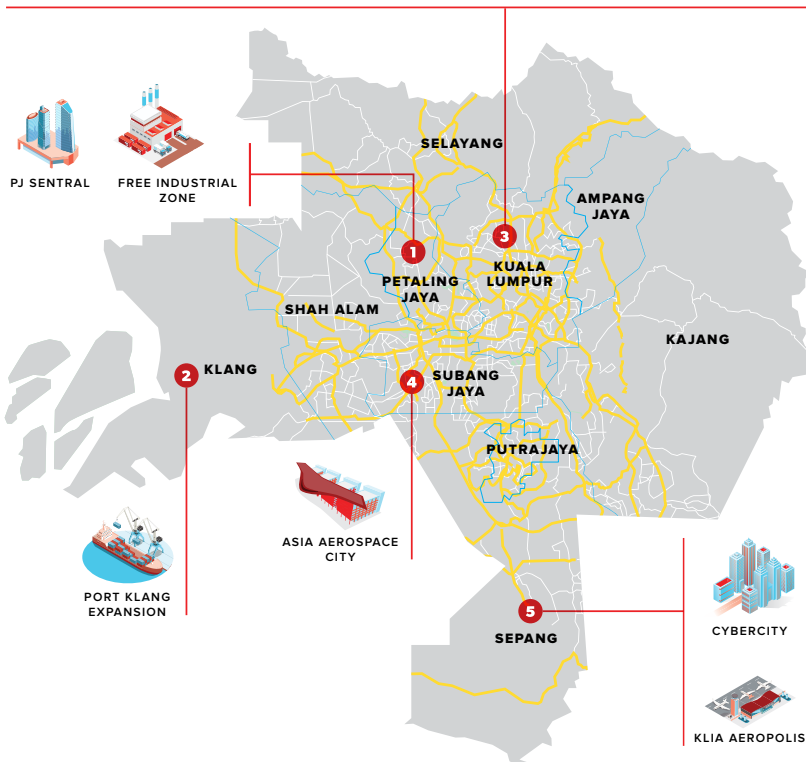 SELAYANG
PJ SENTRAL
FREE INDUSTRIAL
ZONE
AMPANG
JAYA
3
1
KUALA
LUMPUR
PETALING
JAYA
SHAH ALAM
KAJANG
2
KLANG
4
SUBANG
JAYA
PUTRAJAYA
ASIA AEROSPACE
CITY
PORT KLANG
EXPANSION
5
SEPANG
CYBERCITY
KLIA AEROPOLIS